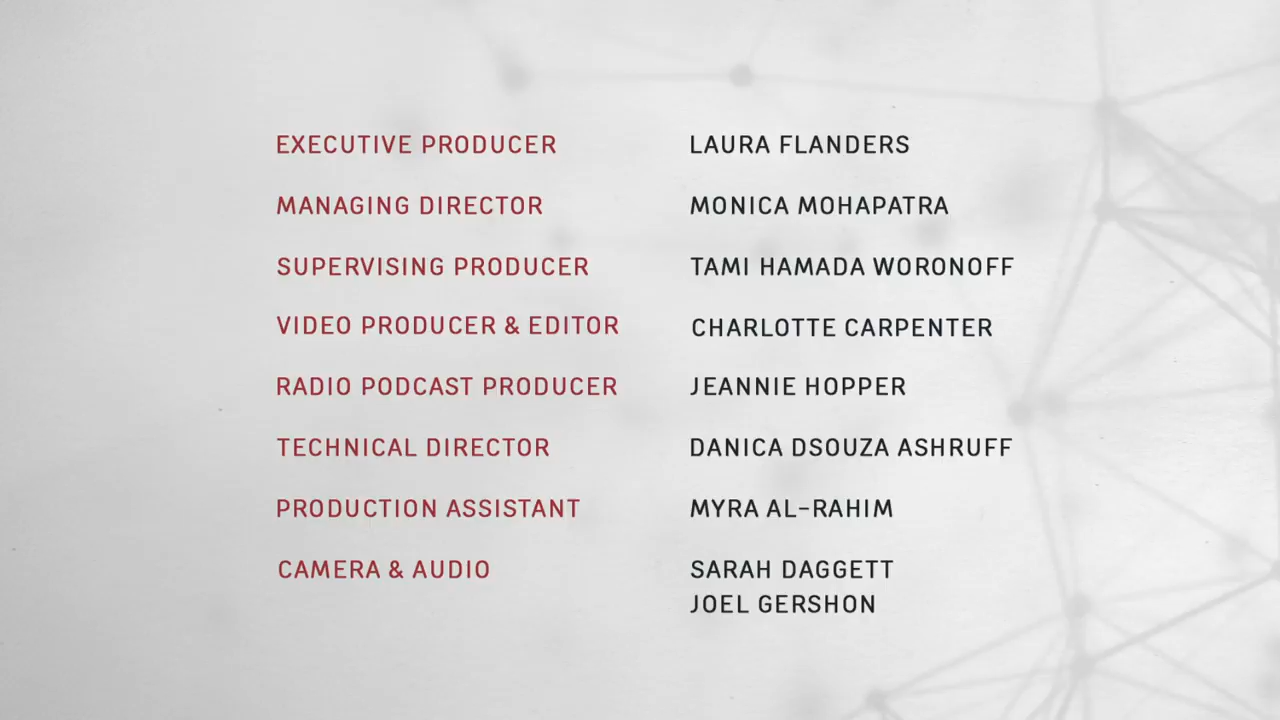 EXECUTIVE PRODUCER LAURA FLANDERS
MANAGING DIRECTOR MONICA MOHAPATRA
SUPERVISING PRODUCER TAMI HAMADA WORONOFF
VIDEO PRODUCER & EDITOR CHARLOTTE CARPENTER
RADIO PODCAST PRODUCER JEANNIE HOPPER
TECHNICAL DIRECTOR DANICA DSOUZA ASHRUFF
PRODUCTION ASSISTANT MYRA AL-RAHIM
CAMERA & AUDIO SARAH DAGGETT
JOEL GERSHON